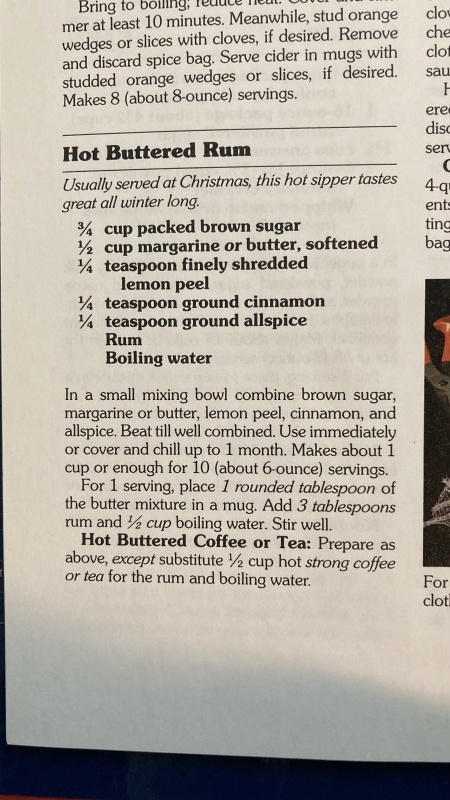 Bring to boiling; reduce heat. Cover and
mer at least 10 minutes. Meanwhile, stud orange
wedges or slices with cloves, if desired. Remove
and discard spice bag. Serve cider in mugs with
studded orange wedges or slices, if desired.
Makes 8 (about 8-ounce) servings.
Hot Buttered Rum
Usually served at Christmas, this hot sipper tastes
great all winter long.
¾ cup packed brown sugar
½ cup margarine or butter, softened
¼ teaspoon finely shredded
lemon peel
¼ teaspoon ground cinnamon
¼ teaspoon ground allspice
Rum
Boiling water
In a small mixing bowl combine brown sugar,
margarine or butter, lemon peel, cinnamon, and
allspice. Beat till well combined. Use immediately
or cover and chill up to 1 month. Makes about 1
cup or enough for 10 (about 6-ounce) servings.
For 1 serving, place 1 rounded tablespoon of
the butter mixture in a mug. Add 3 tablespoons
rum and ½ cup boiling water. Stir well.
Hot Buttered Coffee or Tea: Prepare as
above, except substitute ½ cup hot strong coffee
or tea for the rum and boiling water.
clov
che
clot
sau
H
ere
disc
serv
4-qu
ents
ting
bag
For
clot